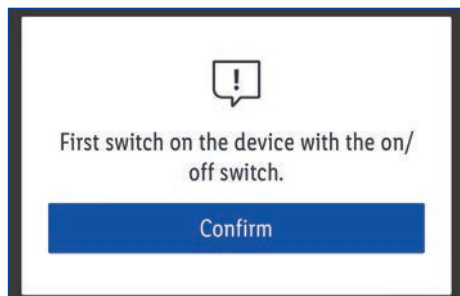 First switch on the device with the on/
off switch.
Confirm